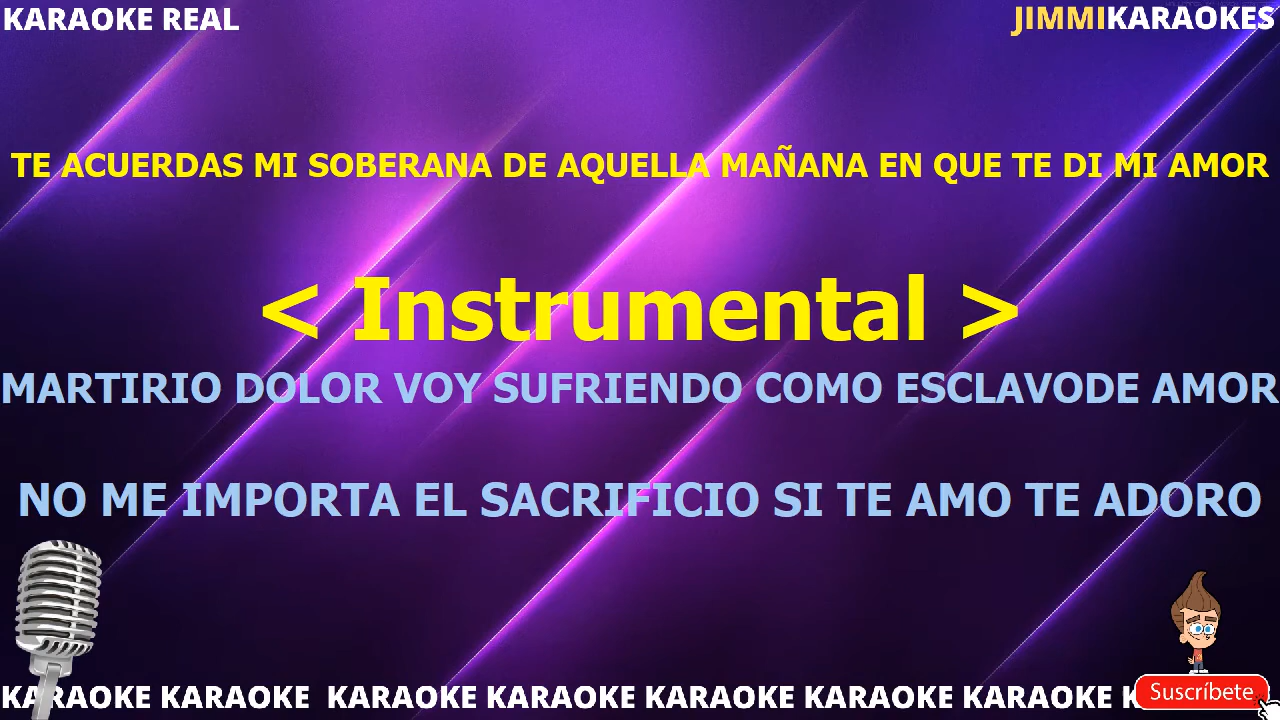 KARAOKE REAL
JIMMIKARAOKES
TE ACUERDAS MI SOBERANA DE AQUELLA MAÑANA EN QUE TE DI MI AMOR
< Instrumental >
MARTIRIO DOLOR VOY SUFRIENDO COMO ESCLAVODE AMOR
NO ME IMPORTA EL SACRIFICIO SI TE AMO TE ADORO
KARAOKE KARAOKE KARAOKE KARAOKE KARAOKE KARAOKE KARAOKE K
Suscríbete